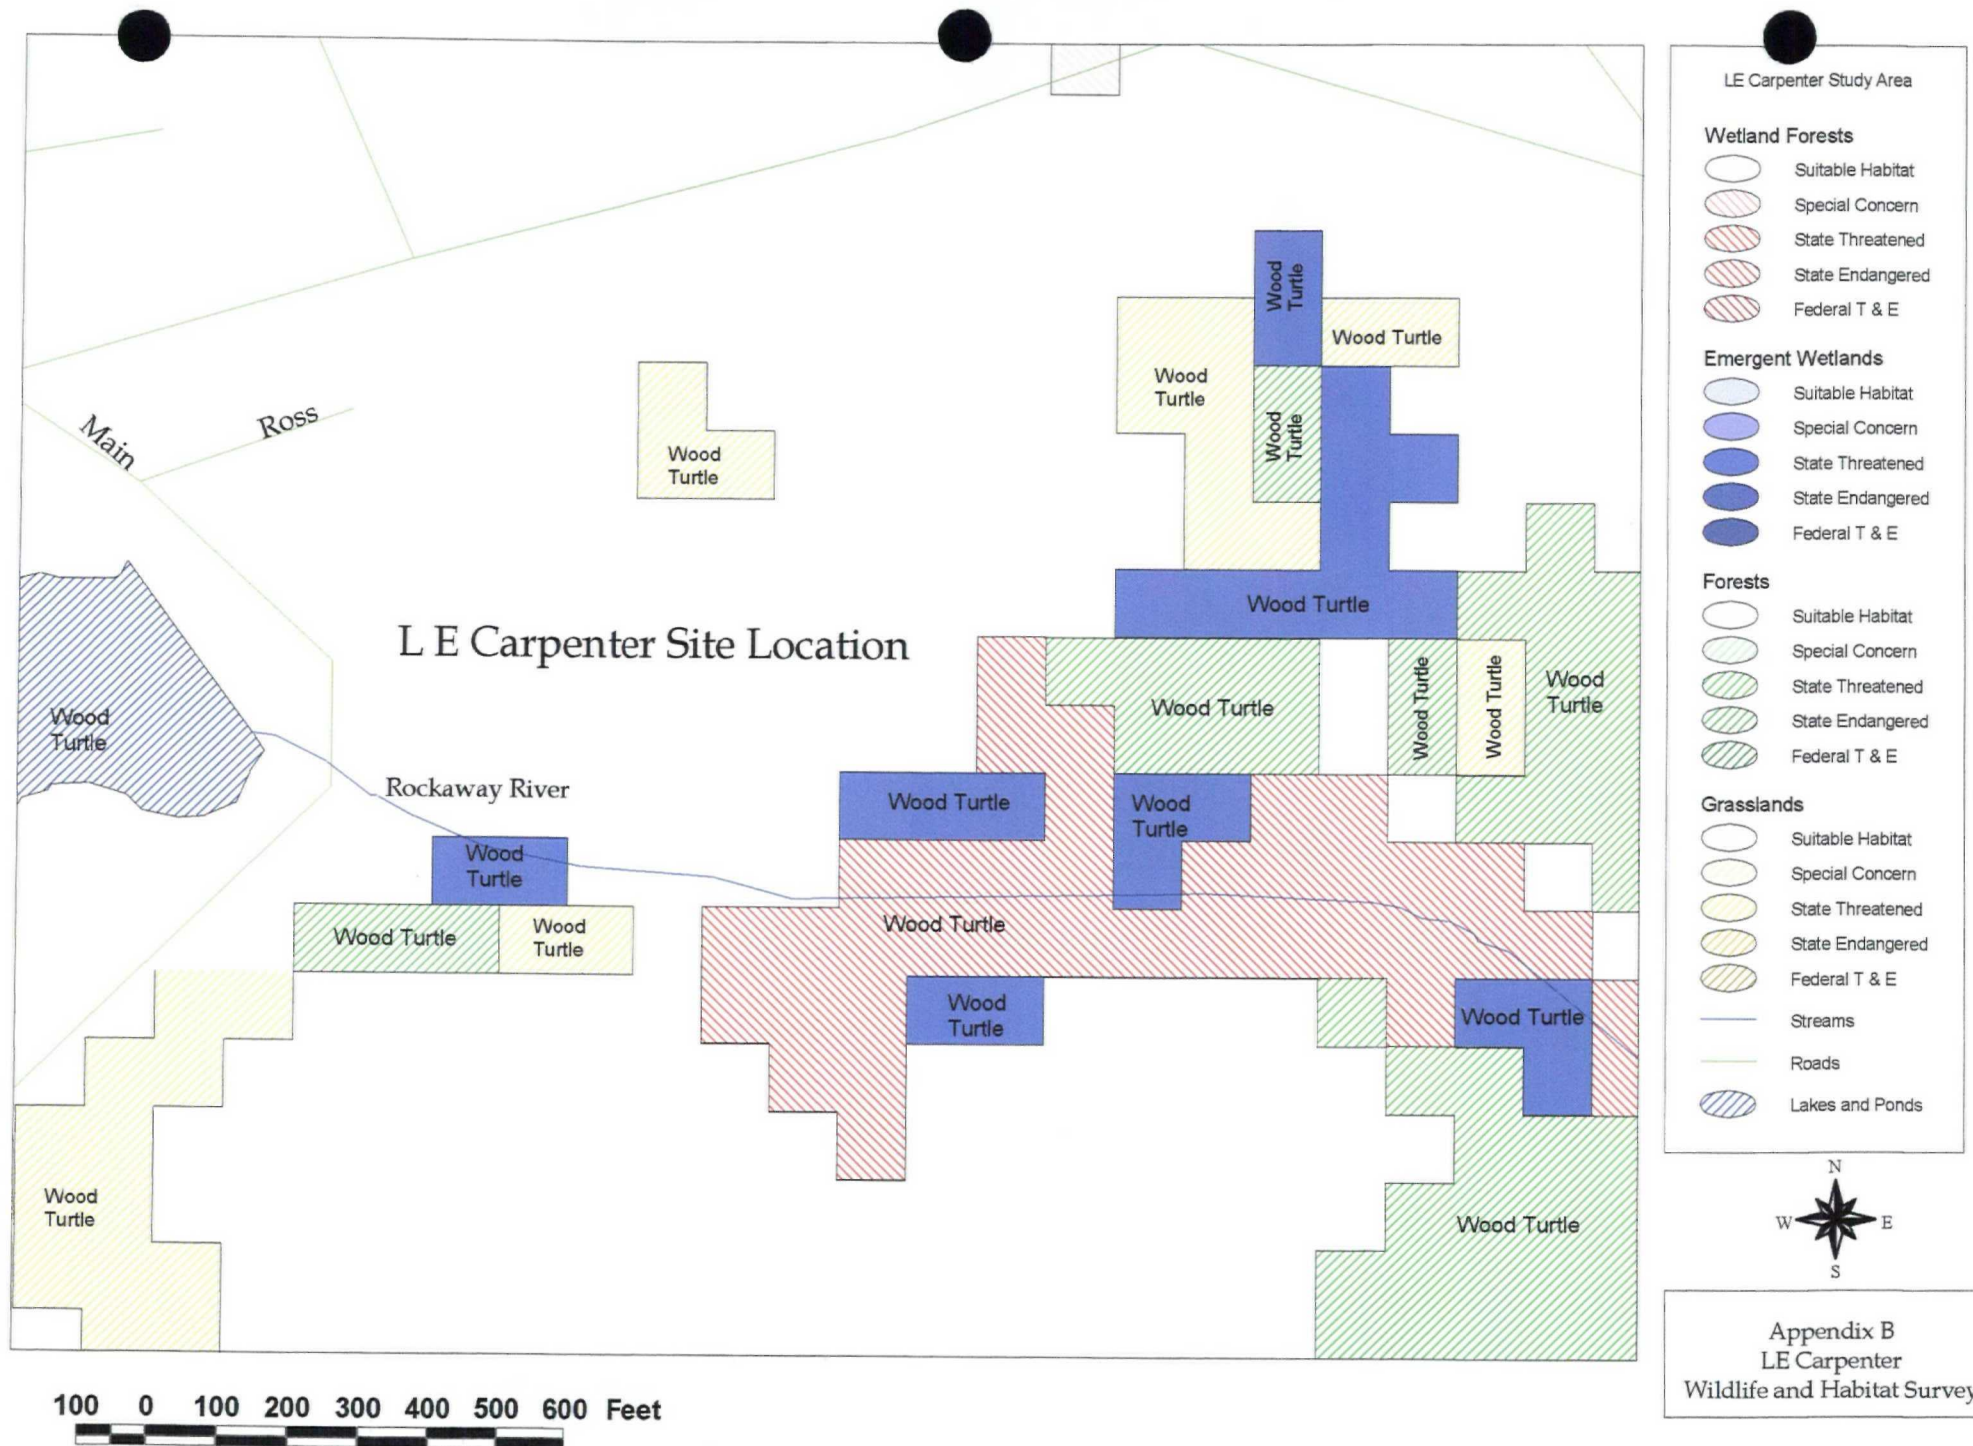 LE Carpenter Study Area
Wetland Forests
Suitable Habitat
Special Concern
State Threatened
State Endangered
Federal T & E
Emergent Wetlands
Suitable Habitat
Special Concern
State Threatened
State Endangered
Federal T & E
Forests
Suitable Habitat
Special Concern
State Threatened
State Endangered
Federal T & E
Grasslands
Suitable Habitat
Special Concern
State Threatened
State Endangered
Federal T & E
Streams
Roads
Lakes and Ponds
N
W E
S
Appendix B
LE Carpenter
Wildlife and Habitat Survey
Wood
Turtle
Wood Turtle
Wood
Turtle
Wood
Turtle
Main
Ross
Wood
Turtle
Wood Turtle
L E Carpenter Site Location
Wood Turtle
Wood Turtle
Wood Turtle
Wood
Turtle
Wood
Turtle
Rockaway River
Wood Turtle
Wood
Turtle
Wood
Turtle
Wood Turtle
Wood
Turtle
Wood Turtle
Wood
Turtle
Wood Turtle
Wood
Turtle
Wood Turtle
100 0 100 200 300 400 500 600 Feet